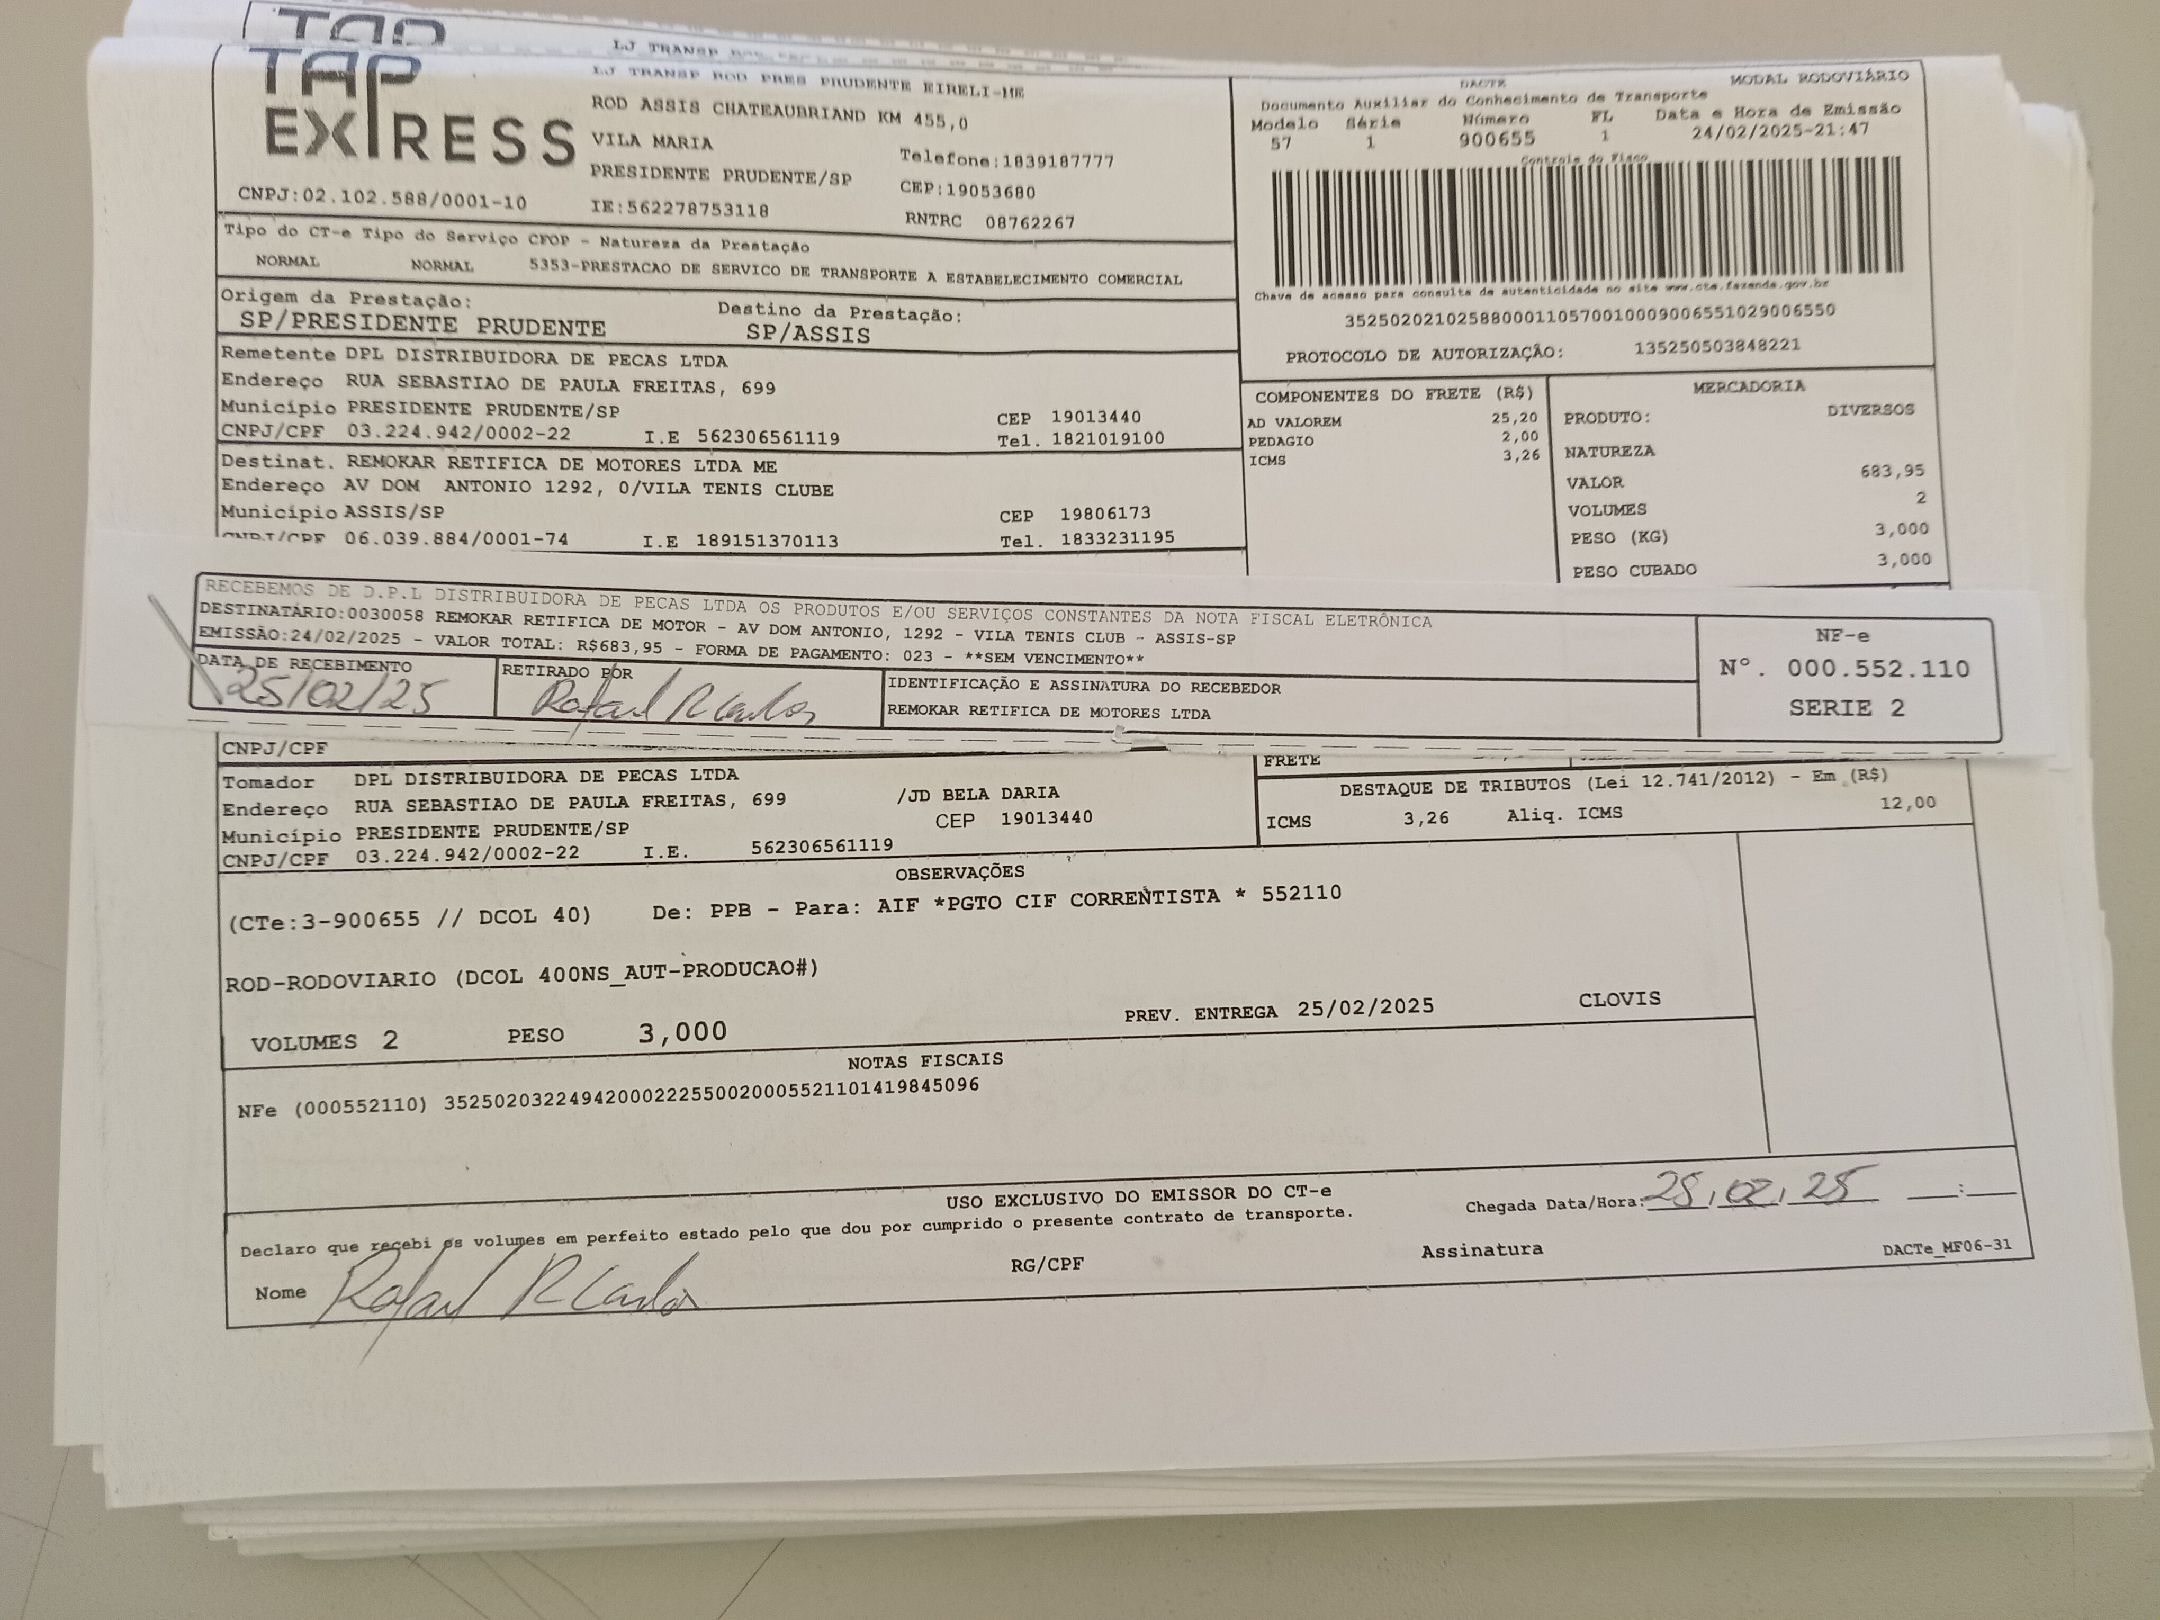 TAP
LJ TRANSP
TAP
EXPRESS
LJ TRANSP ROD PRES PRUDENTE EIRELI-ME
ROD ASSIS CHATEAUBRIAND KM 455,0
VILA MARIA
Telefone:1839187777
PRESIDENTE PRUDENTE/SP
CEP:19053680
CNPJ:02.102.588/0001-10
IE:562278753118
RNTRC 08762267
DACTE
MODAL RODOVIÁRIO
Documento Auxiliar do Conhecimento de Transporte
Modelo Série Número FL Data e Hora de Emissão
57 1 900655 1 24/02/2025-21:47
Controle do Fisco
Chave de acesso para consulta de autenticidade no site www.cte.fazenda.gov.br
35250202102588000110570010009006551029006550
PROTOCOLO DE AUTORIZAÇÃO: 135250503848221
Tipo do CT-e Tipo do Serviço CFOP - Natureza da Prestação
NORMAL NORMAL 5353-PRESTACAO DE SERVICO DE TRANSPORTE A ESTABELECIMENTO COMERCIAL
Origem da Prestação: Destino da Prestação:
SP/PRESIDENTE PRUDENTE SP/ASSIS
Remetente DPL DISTRIBUIDORA DE PECAS LTDA
Endereço RUA SEBASTIAO DE PAULA FREITAS, 699
Município PRESIDENTE PRUDENTE/SP CEP 19013440
CNPJ/CPF 03.224.942/0002-22 I.E 562306561119 Tel. 1821019100
Destinat. REMOKAR RETIFICA DE MOTORES LTDA ME
Endereço AV DOM ANTONIO 1292, 0/VILA TENIS CLUBE
Município ASSIS/SP CEP 19806173
CNPJ/CPF 06.039.884/0001-74 I.E 189151370113 Tel. 1833231195
COMPONENTES DO FRETE (R$)
AD VALOREM 25,20
PEDAGIO 2,00
ICMS 3,26
MERCADORIA
PRODUTO: DIVERSOS
NATUREZA
VALOR 683,95
VOLUMES 2
PESO (KG) 3,000
PESO CUBADO 3,000
RECEBEMOS DE D.P.L DISTRIBUIDORA DE PECAS LTDA OS PRODUTOS E/OU SERVIÇOS CONSTANTES DA NOTA FISCAL ELETRÔNICA
DESTINATÁRIO:0030058 REMOKAR RETIFICA DE MOTOR - AV DOM ANTONIO, 1292 - VILA TENIS CLUB - ASSIS-SP
EMISSÃO:24/02/2025 - VALOR TOTAL: R$683,95 - FORMA DE PAGAMENTO: 023 - **SEM VENCIMENTO**
DATA DE RECEBIMENTO
25/02/25
RETIRADO POR
Rafael R Carlos
IDENTIFICAÇÃO E ASSINATURA DO RECEBEDOR
REMOKAR RETIFICA DE MOTORES LTDA
NF-e
Nº. 000.552.110
SERIE 2
CNPJ/CPF
Tomador DPL DISTRIBUIDORA DE PECAS LTDA
Endereço RUA SEBASTIAO DE PAULA FREITAS, 699 /JD BELA DARIA
Município PRESIDENTE PRUDENTE/SP CEP 19013440
CNPJ/CPF 03.224.942/0002-22 I.E. 562306561119
FRETE
DESTAQUE DE TRIBUTOS (Lei 12.741/2012) - Em (R$)
ICMS 3,26 Aliq. ICMS 12,00
OBSERVAÇÕES
(CTe:3-900655 // DCOL 40) De: PPB - Para: AIF *PGTO CIF CORRENTISTA * 552110
ROD-RODOVIARIO (DCOL 400NS_AUT-PRODUCAO#)
VOLUMES 2 PESO 3,000 PREV. ENTREGA 25/02/2025 CLOVIS
NOTAS FISCAIS
NFe (000552110) 35250203224942000222550020005521101419845096
USO EXCLUSIVO DO EMISSOR DO CT-e
Declaro que recebi os volumes em perfeito estado pelo que dou por cumprido o presente contrato de transporte.
Chegada Data/Hora: 25,02,25 __:__
Nome Rafael R Carlos RG/CPF Assinatura DACTe_MF06-31